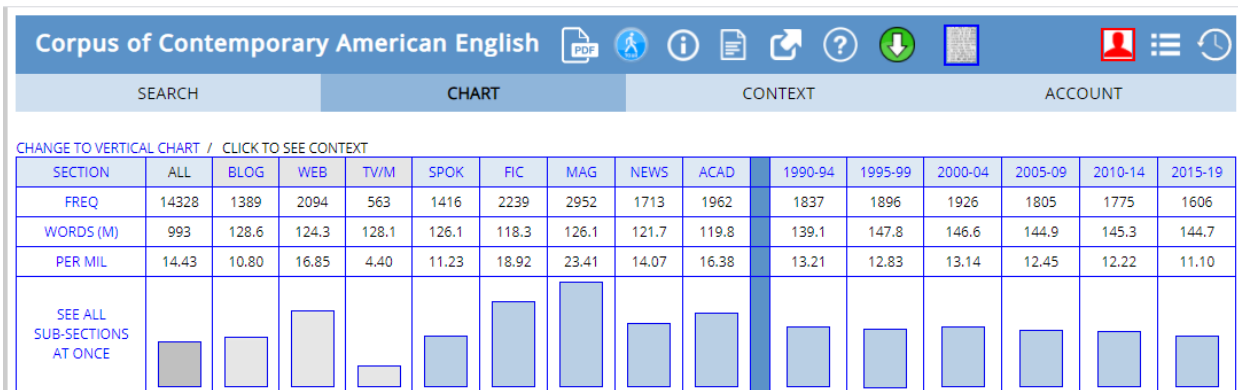 Corpus of Contemporary American English
PDF
SEARCH CHART CONTEXT ACCOUNT
CHANGE TO VERTICAL CHART / CLICK TO SEE CONTEXT
SECTION ALL BLOG WEB TV/M SPOK FIC MAG NEWS ACAD 1990-94 1995-99 2000-04 2005-09 2010-14 2015-19
FREQ 14328 1389 2094 563 1416 2239 2952 1713 1962 1837 1896 1926 1805 1775 1606
WORDS (M) 993 128.6 124.3 128.1 126.1 118.3 126.1 121.7 119.8 139.1 147.8 146.6 144.9 145.3 144.7
PER MIL 14.43 10.80 16.85 4.40 11.23 18.92 23.41 14.07 16.38 13.21 12.83 13.14 12.45 12.22 11.10
SEE ALL
SUB-SECTIONS
AT ONCE